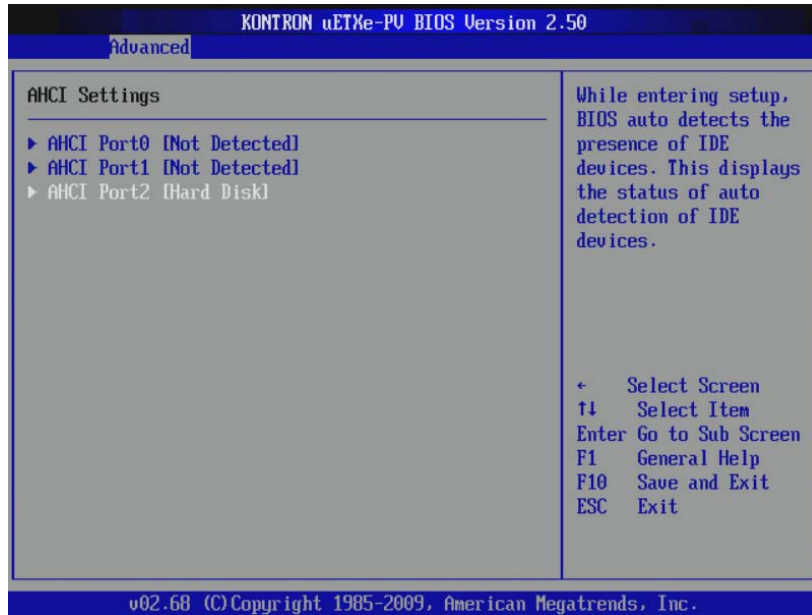 KONTRON uETXe-PV BIOS Version 2.50
Advanced
AHCI Settings
▶ AHCI Port0 [Not Detected]
▶ AHCI Port1 [Not Detected]
▶ AHCI Port2 [Hard Disk]
While entering setup,
BIOS auto detects the
presence of IDE
devices. This displays
the status of auto
detection of IDE
devices.
← Select Screen
↑↓ Select Item
Enter Go to Sub Screen
F1 General Help
F10 Save and Exit
ESC Exit
v02.68 (C)Copyright 1985-2009, American Megatrends, Inc.